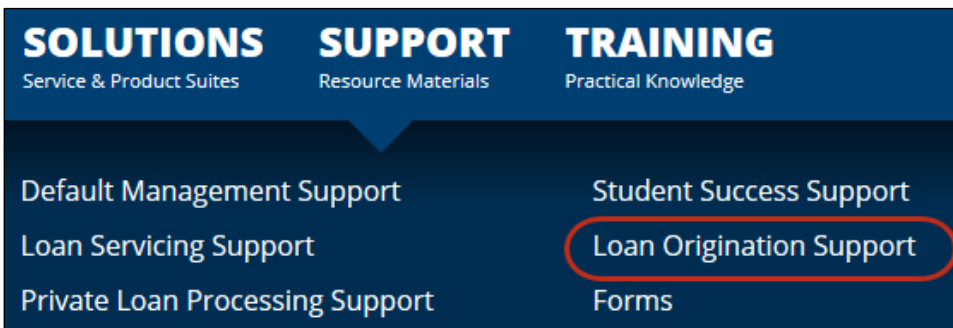 SOLUTIONS SUPPORT TRAINING
Service & Product Suites Resource Materials Practical Knowledge
Default Management Support Student Success Support
Loan Servicing Support Loan Origination Support
Private Loan Processing Support Forms